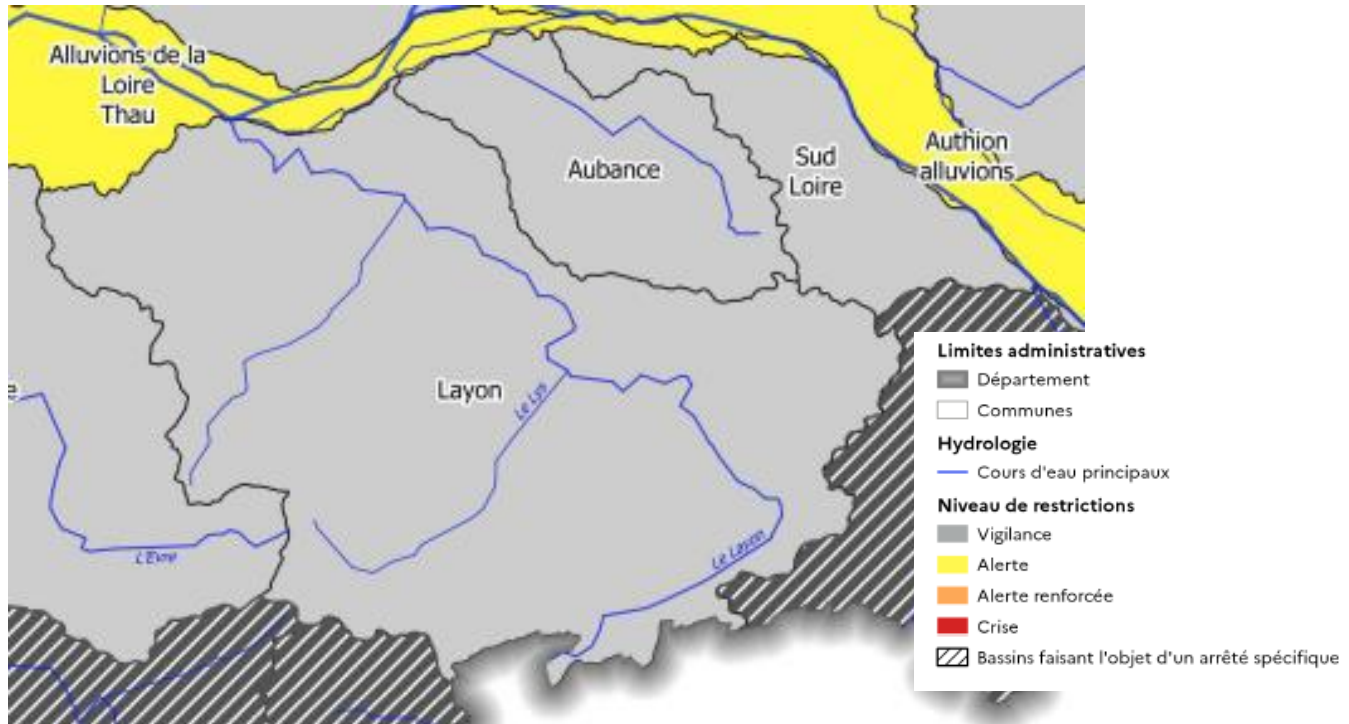 Alluvions de la
Loire
Thau
Aubance
Sud
Loire
Authion
alluvions
e
Layon
Le Lys
L'Evre
Le Layon
Limites administratives
Département
Communes
Hydrologie
Cours d'eau principaux
Niveau de restrictions
Vigilance
Alerte
Alerte renforcée
Crise
Bassins faisant l'objet d'un arrêté spécifique